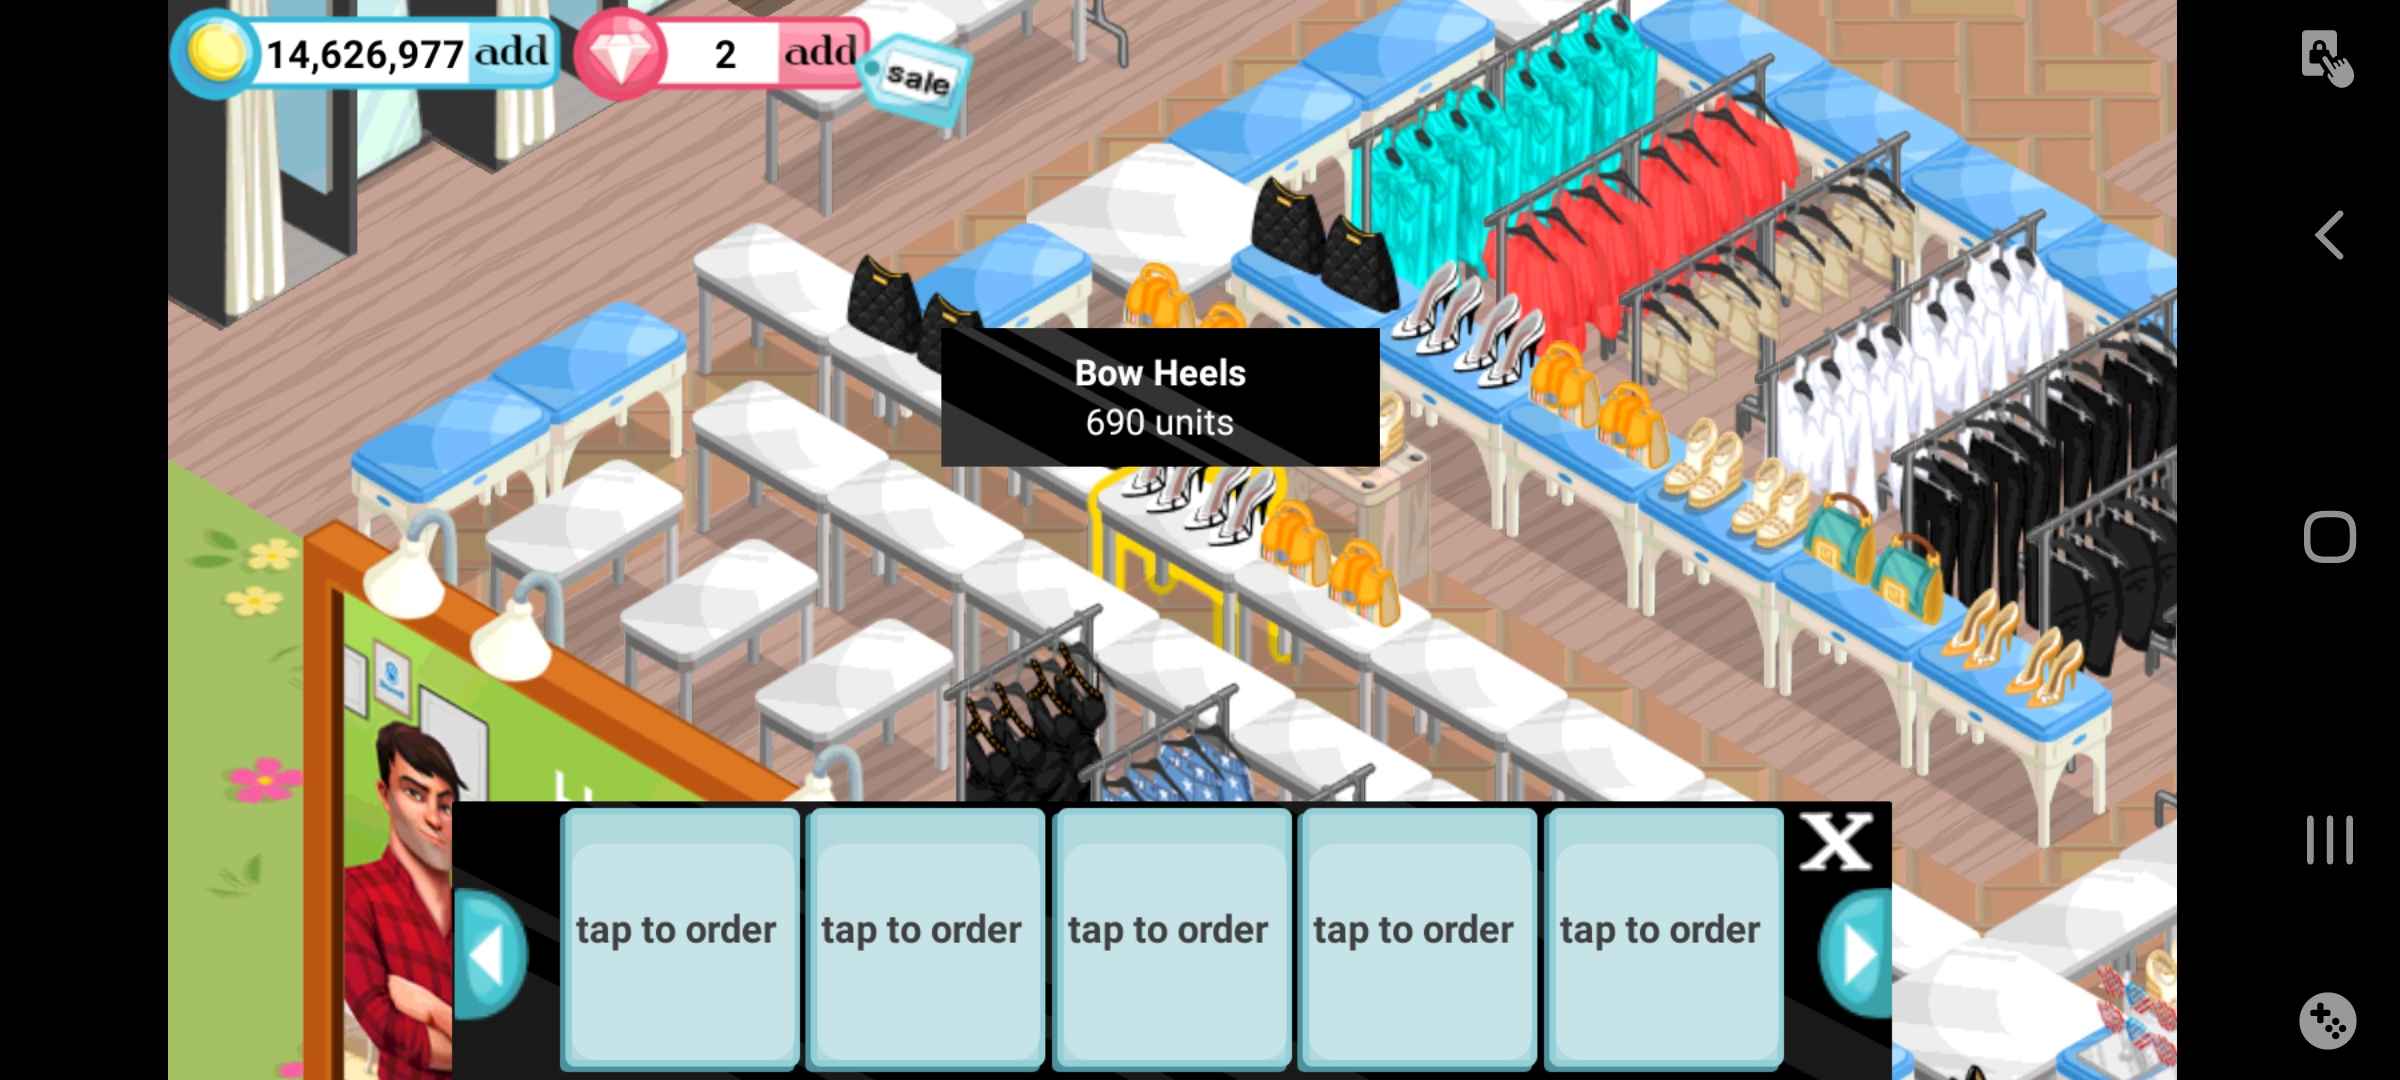 14,626,977 add
2 add
sale
Bow Heels
690 units
tap to order
tap to order
tap to order
tap to order
tap to order
X